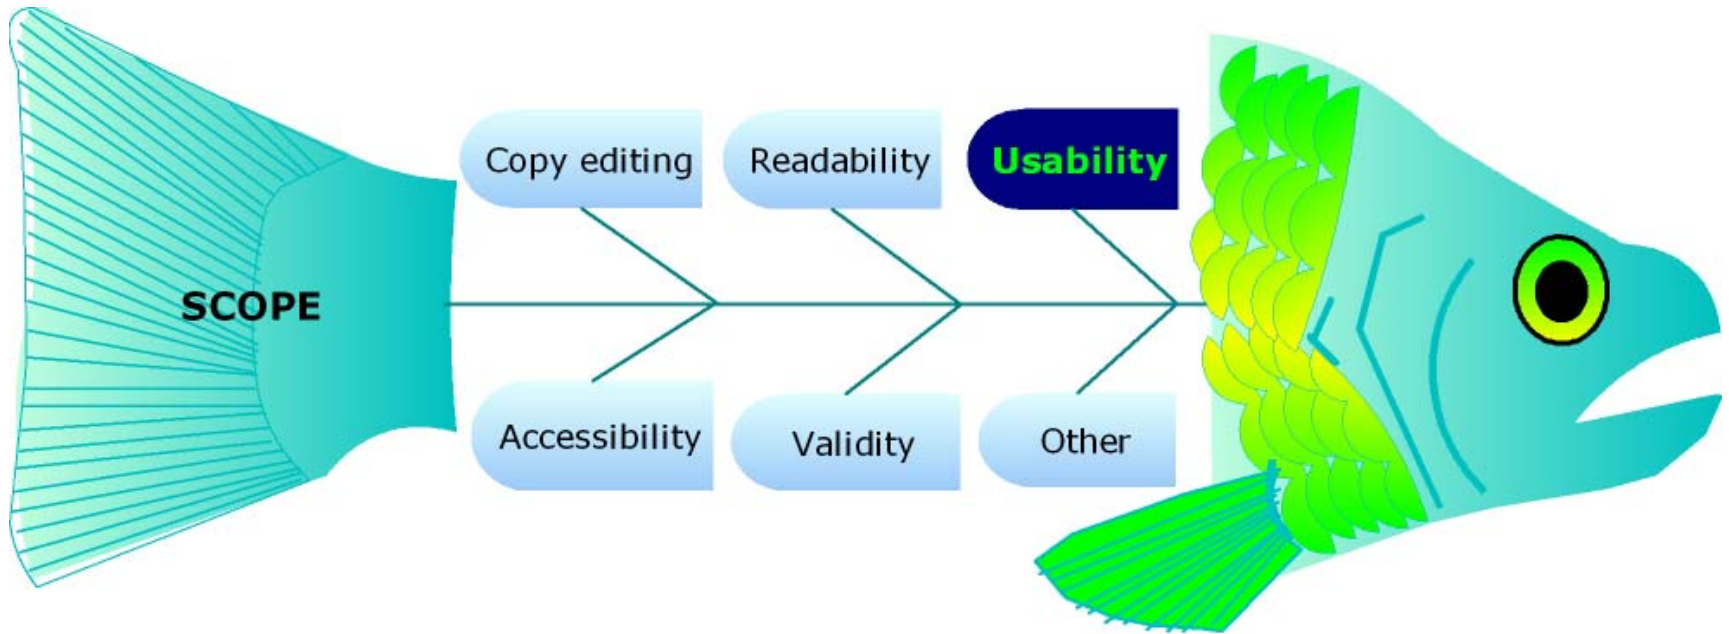 Copy editing
Readability
Usability
SCOPE
Accessibility
Validity
Other